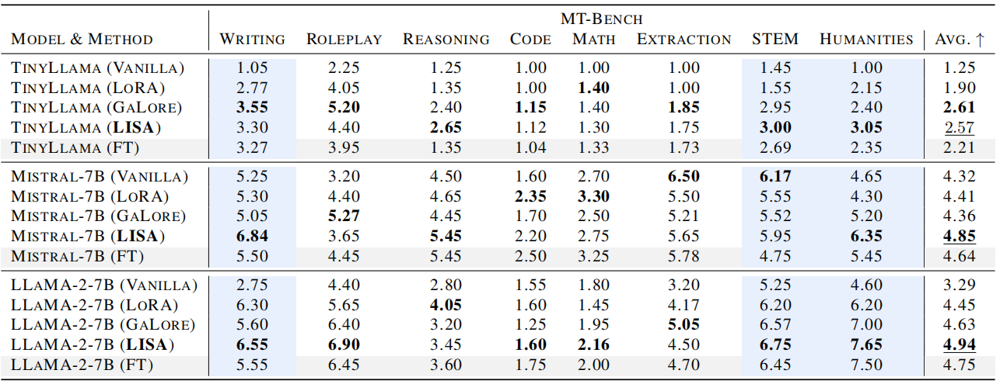 MT-BENCH
MODEL & METHOD WRITING ROLEPLAY REASONING CODE MATH EXTRACTION STEM HUMANITIES AVG. ↑
TINYLLAMA (VANILLA) 1.05 2.25 1.25 1.00 1.00 1.00 1.45 1.00 1.25
TINYLLAMA (LORA) 2.77 4.05 1.35 1.00 1.40 1.00 1.55 2.15 1.90
TINYLLAMA (GALORE) 3.55 5.20 2.40 1.15 1.40 1.85 2.95 2.40 2.61
TINYLLAMA (LISA) 3.30 4.40 2.65 1.12 1.30 1.75 3.00 3.05 2.57
TINYLLAMA (FT) 3.27 3.95 1.35 1.04 1.33 1.73 2.69 2.35 2.21
MISTRAL-7B (VANILLA) 5.25 3.20 4.50 1.60 2.70 6.50 6.17 4.65 4.32
MISTRAL-7B (LORA) 5.30 4.40 4.65 2.35 3.30 5.50 5.55 4.30 4.41
MISTRAL-7B (GALORE) 5.05 5.27 4.45 1.70 2.50 5.21 5.52 5.20 4.36
MISTRAL-7B (LISA) 6.84 3.65 5.45 2.20 2.75 5.65 5.95 6.35 4.85
MISTRAL-7B (FT) 5.50 4.45 5.45 2.50 3.25 5.78 4.75 5.45 4.64
LLAMA-2-7B (VANILLA) 2.75 4.40 2.80 1.55 1.80 3.20 5.25 4.60 3.29
LLAMA-2-7B (LORA) 6.30 5.65 4.05 1.60 1.45 4.17 6.20 6.20 4.45
LLAMA-2-7B (GALORE) 5.60 6.40 3.20 1.25 1.95 5.05 6.57 7.00 4.63
LLAMA-2-7B (LISA) 6.55 6.90 3.45 1.60 2.16 4.50 6.75 7.65 4.94
LLAMA-2-7B (FT) 5.55 6.45 3.60 1.75 2.00 4.70 6.45 7.50 4.75